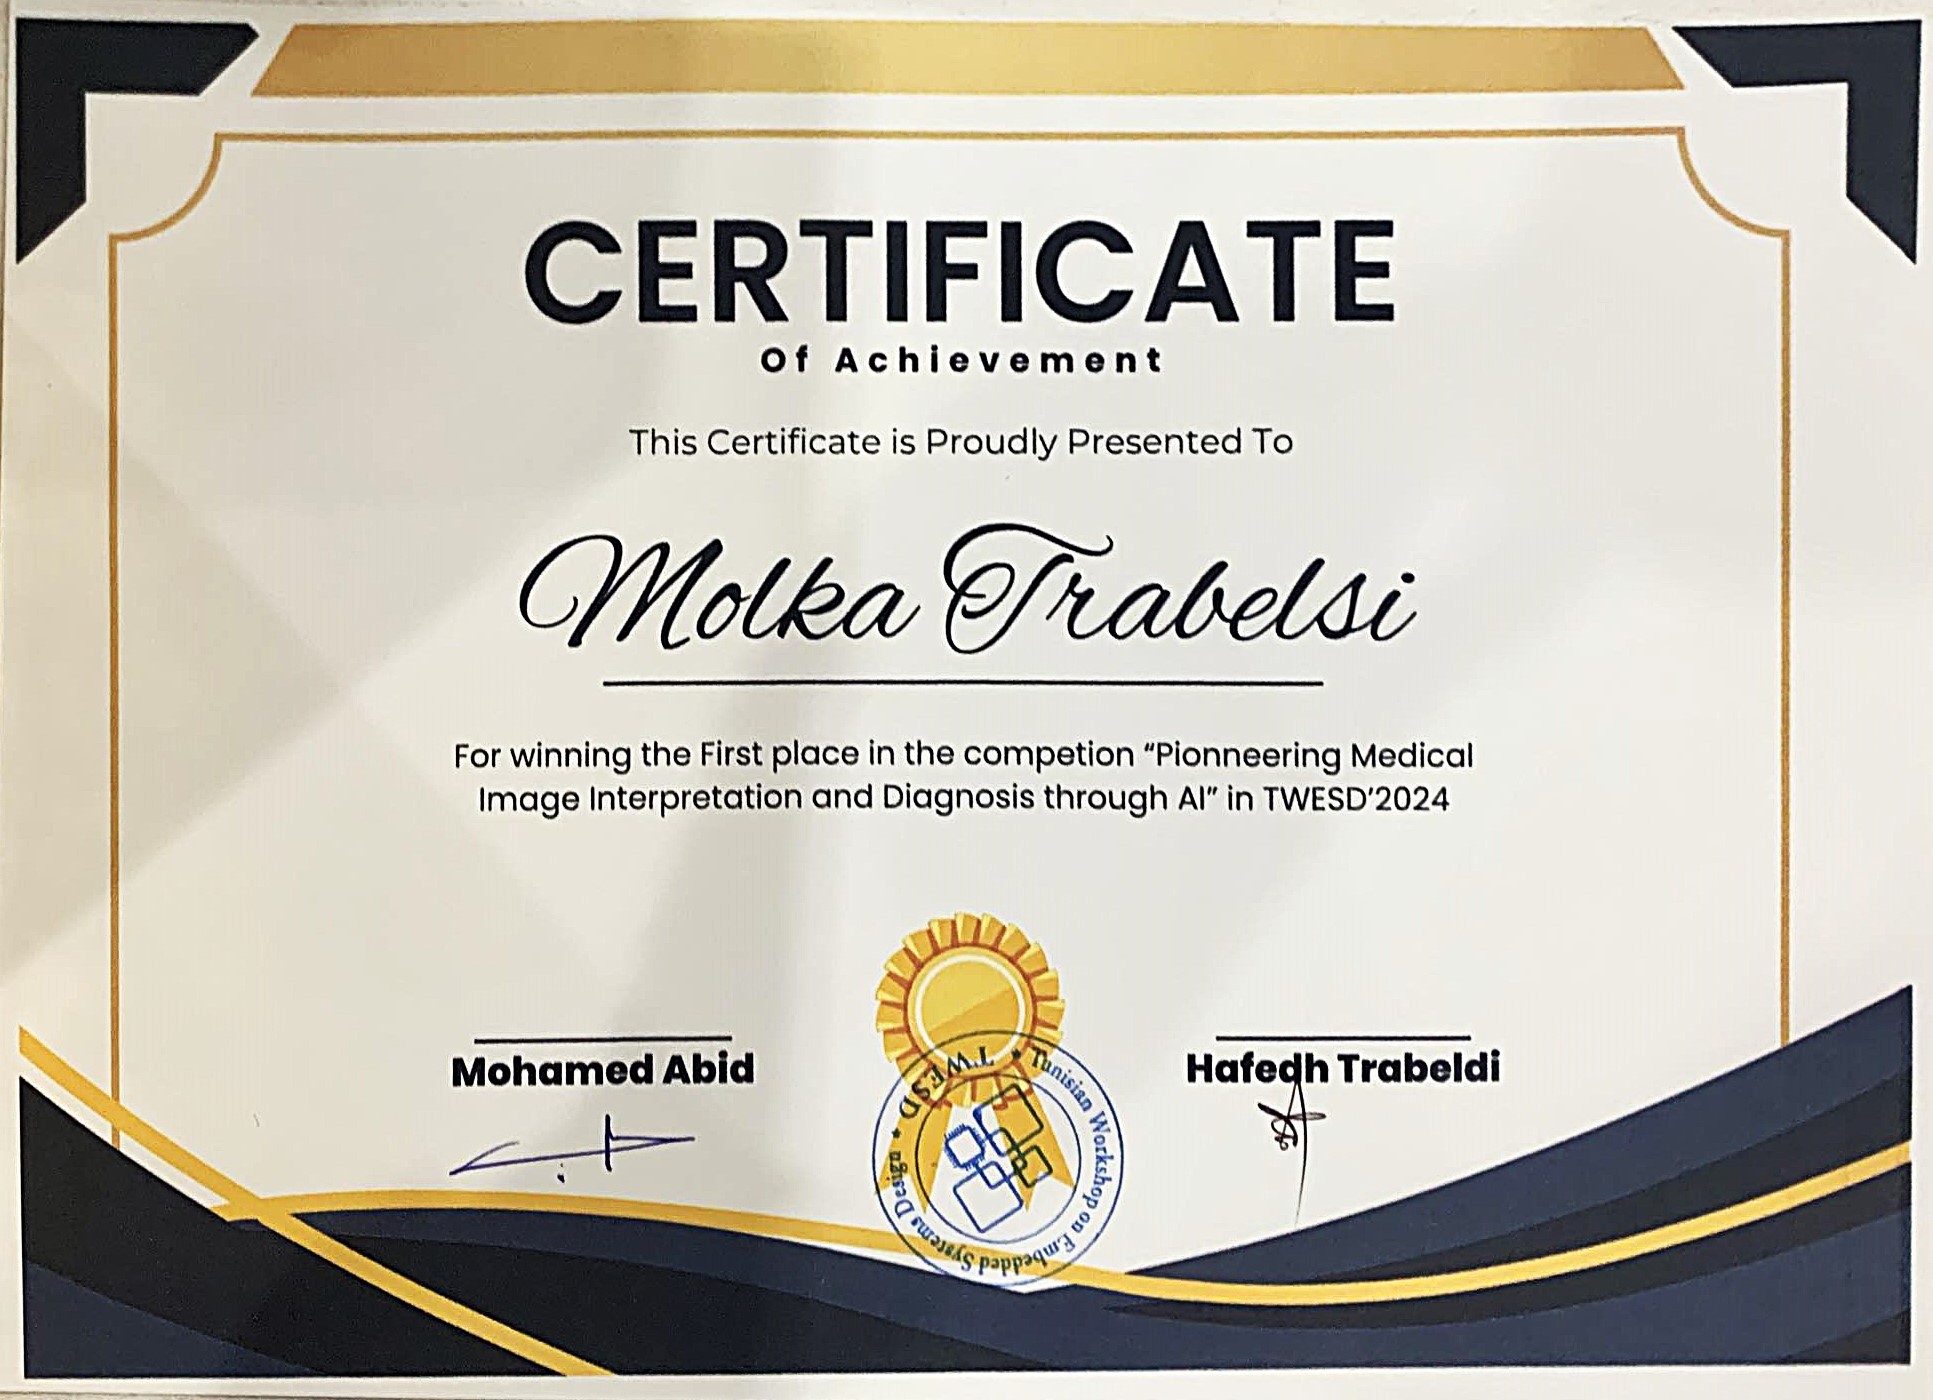 CERTIFICATE
Of Achievement
This Certificate is Proudly Presented To
Molka Trabelsi
For winning the First place in the competion “Pionneering Medical
Image Interpretation and Diagnosis through AI” in TWESD’2024
Mohamed Abid
Hafedh Trabeldi
TWESD * Tunisian Workshop on Embedded Systems Design *